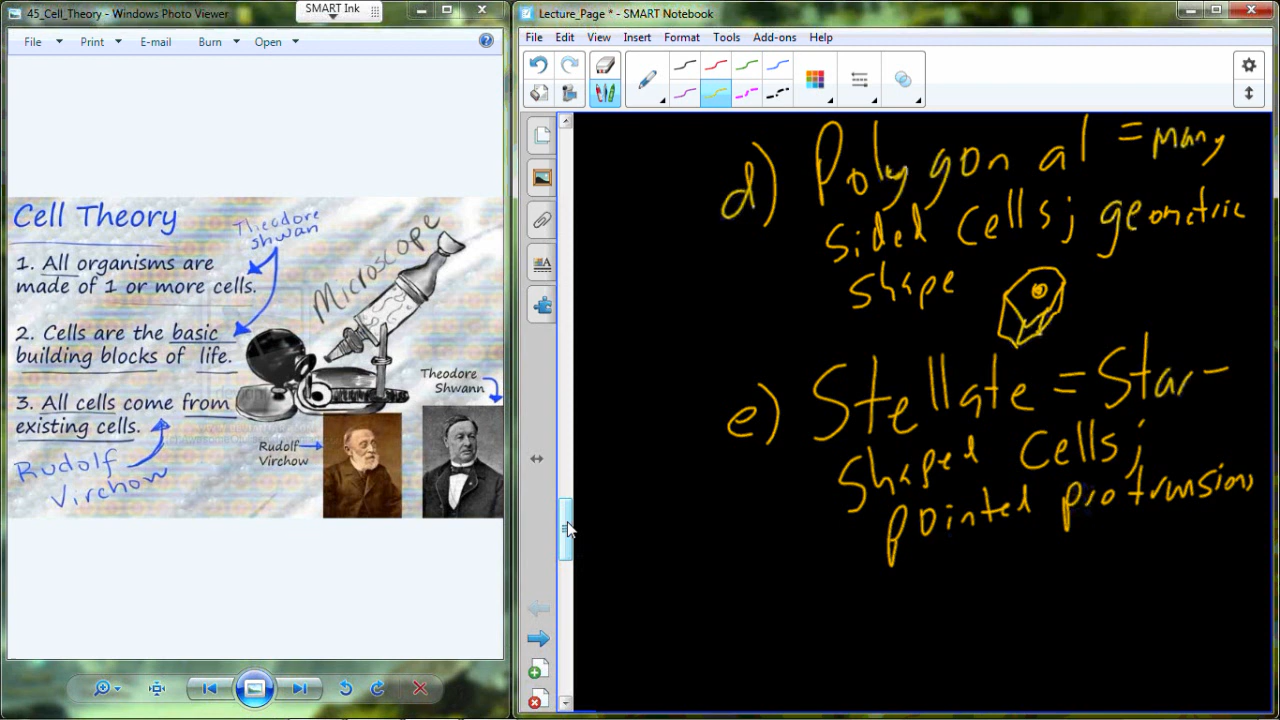 45_Cell_Theory - Windows Photo Viewer
SMART Ink
File Print E-mail Burn Open
Cell Theory
Theodore
Shwan
1. All organisms are
made of 1 or more cells.
2. Cells are the basic
building blocks of life.
3. All cells come from
existing cells.
Rudolf
Virchow
Microscope
Theodore
Shwann
Rudolf
Virchow
Lecture_Page * - SMART Notebook
File Edit View Insert Format Tools Add-ons Help
d) Polygonal = many
sided cells; geometric
shape
e) Stellate = Star-
Shaped Cells;
pointed protrusions